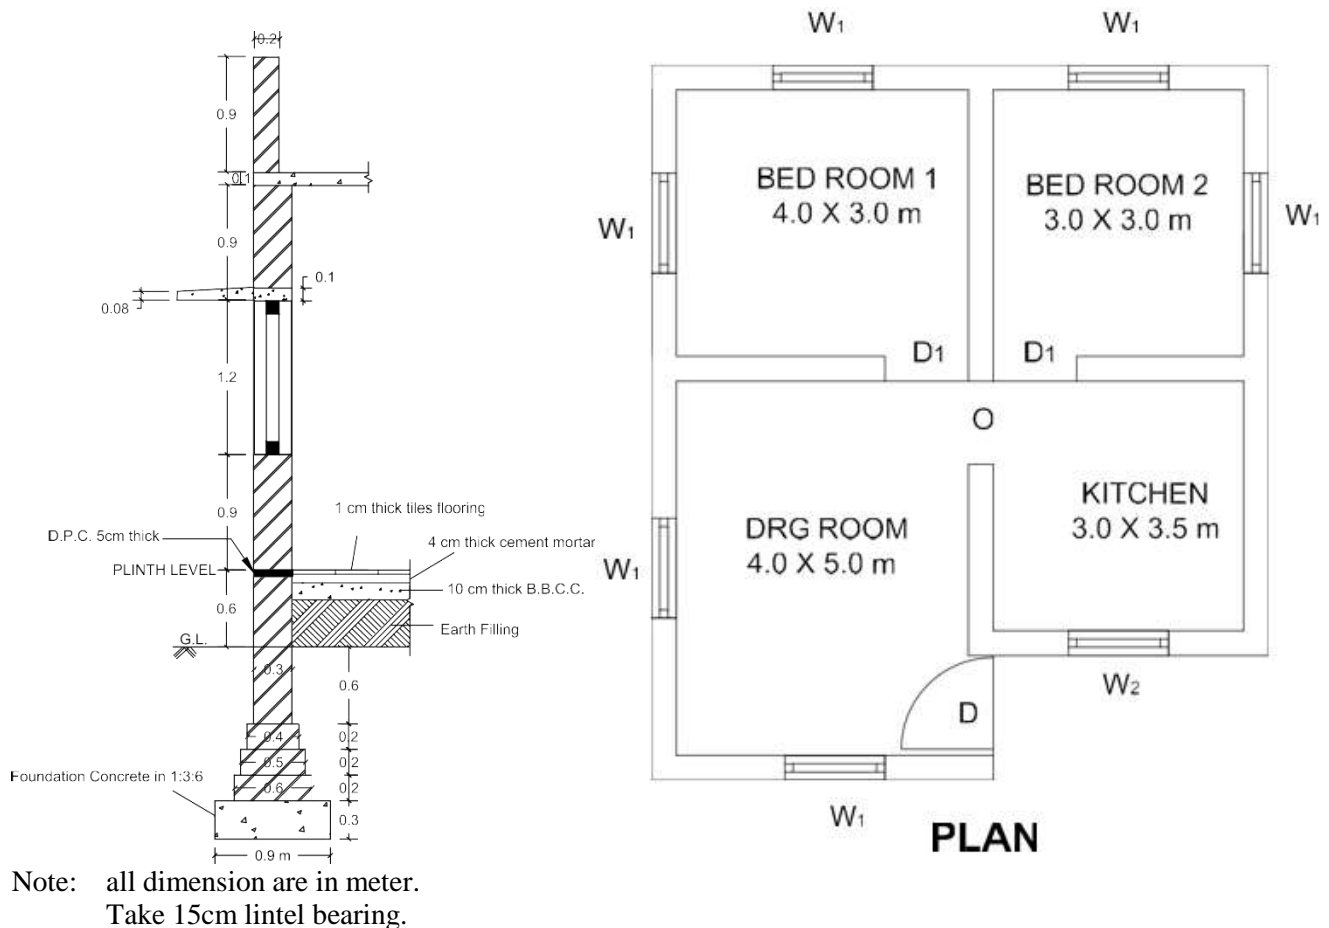 0.2
0.9
0.1
0.9
0.1
0.08
1.2
0.9
1 cm thick tiles flooring
D.P.C. 5cm thick
4 cm thick cement mortar
PLINTH LEVEL
10 cm thick B.B.C.C.
0.6
Earth Filling
G.L.
0.3
0.6
0.4
0.2
0.5
0.2
Foundation Concrete in 1:3:6
0.6
0.2
0.3
0.9 m
W1
W1
BED ROOM 1
4.0 X 3.0 m
BED ROOM 2
3.0 X 3.0 m
W1
W1
D1
D1
O
KITCHEN
3.0 X 3.5 m
DRG ROOM
4.0 X 5.0 m
W1
W2
D
W1
PLAN
Note: all dimension are in meter.
Take 15cm lintel bearing.